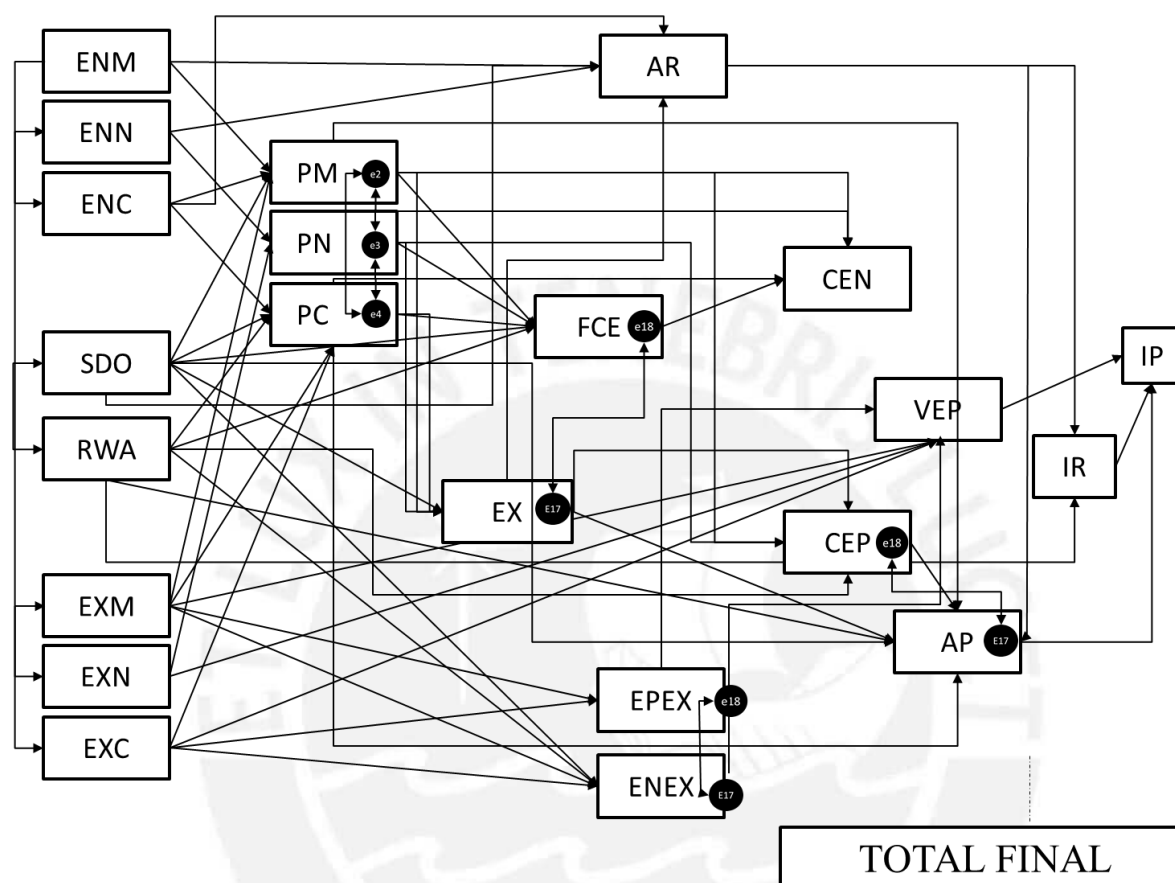 ENM
ENN
ENC
SDO
RWA
EXM
EXN
EXC
PM
e2
PN
e3
PC
e4
AR
FCE
e18
EX
E17
CEN
VEP
CEP
e18
AP
E17
EPEX
e18
ENEX
E17
IR
IP
TOTAL FINAL